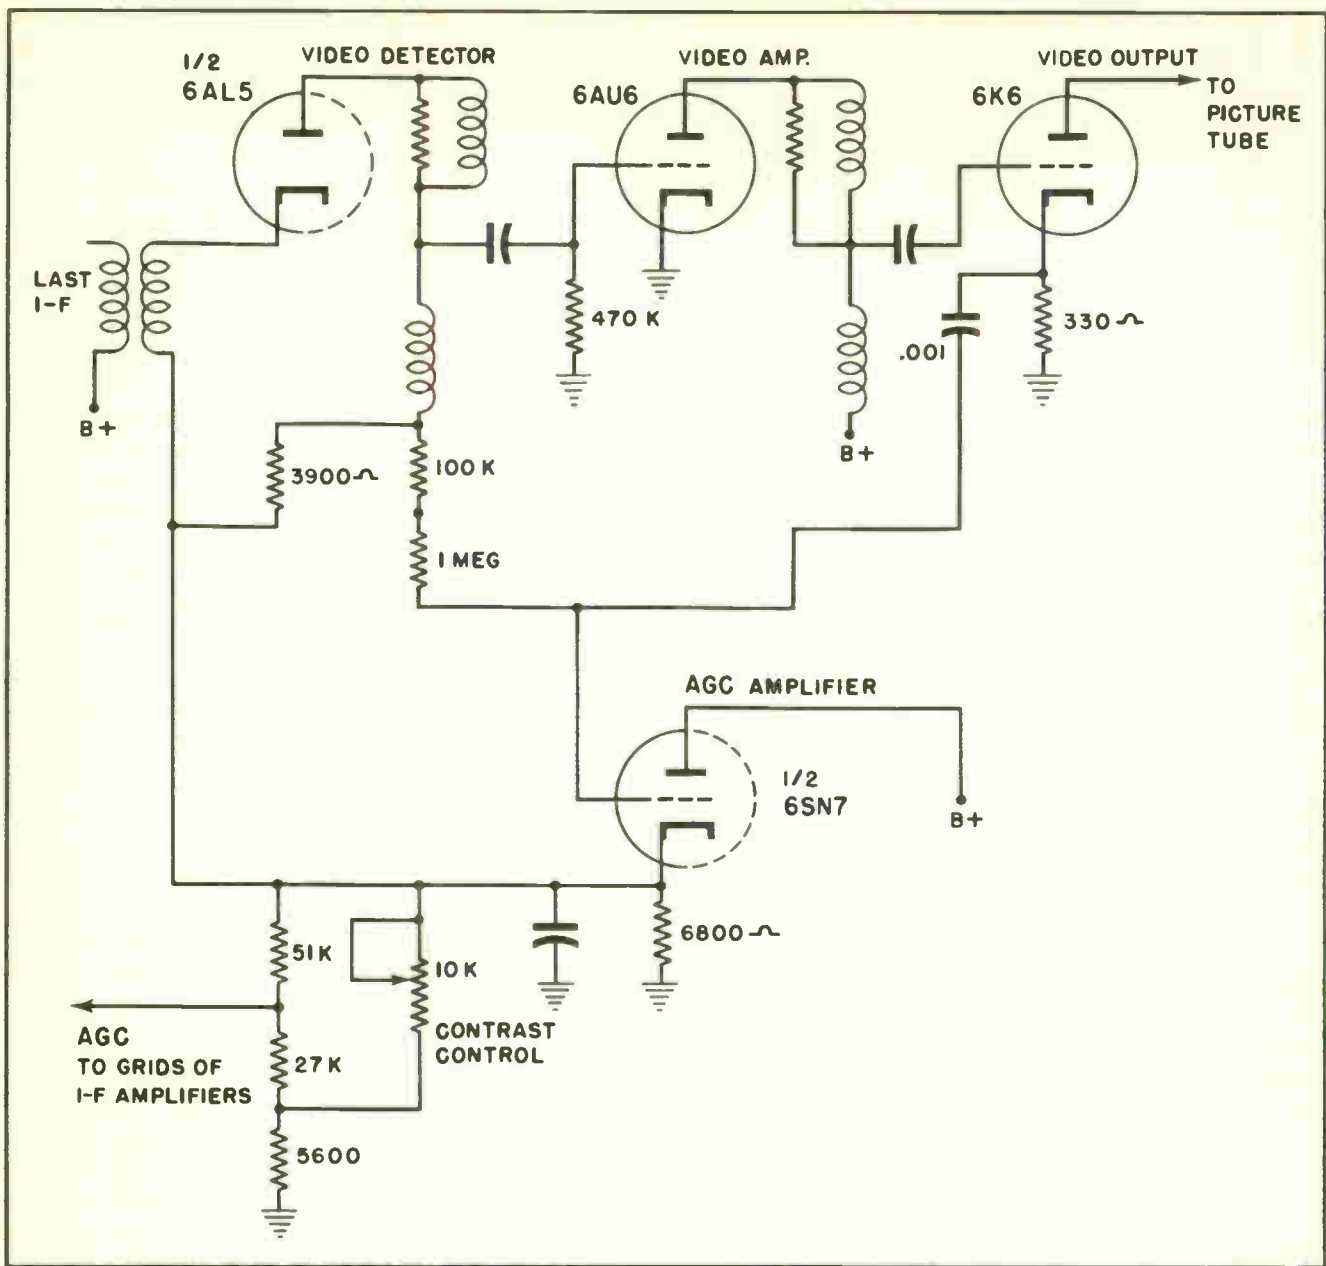 1/2
6AL5
VIDEO DETECTOR
6AU6
VIDEO AMP.
6K6
VIDEO OUTPUT
TO
PICTURE
TUBE
LAST
I-F
B+
470 K
.001
330 Ω
B+
3900 Ω
100 K
1 MEG
AGC AMPLIFIER
1/2
6SN7
B+
51 K
10 K
6800 Ω
AGC
TO GRIDS OF
I-F AMPLIFIERS
27 K
CONTRAST
CONTROL
5600